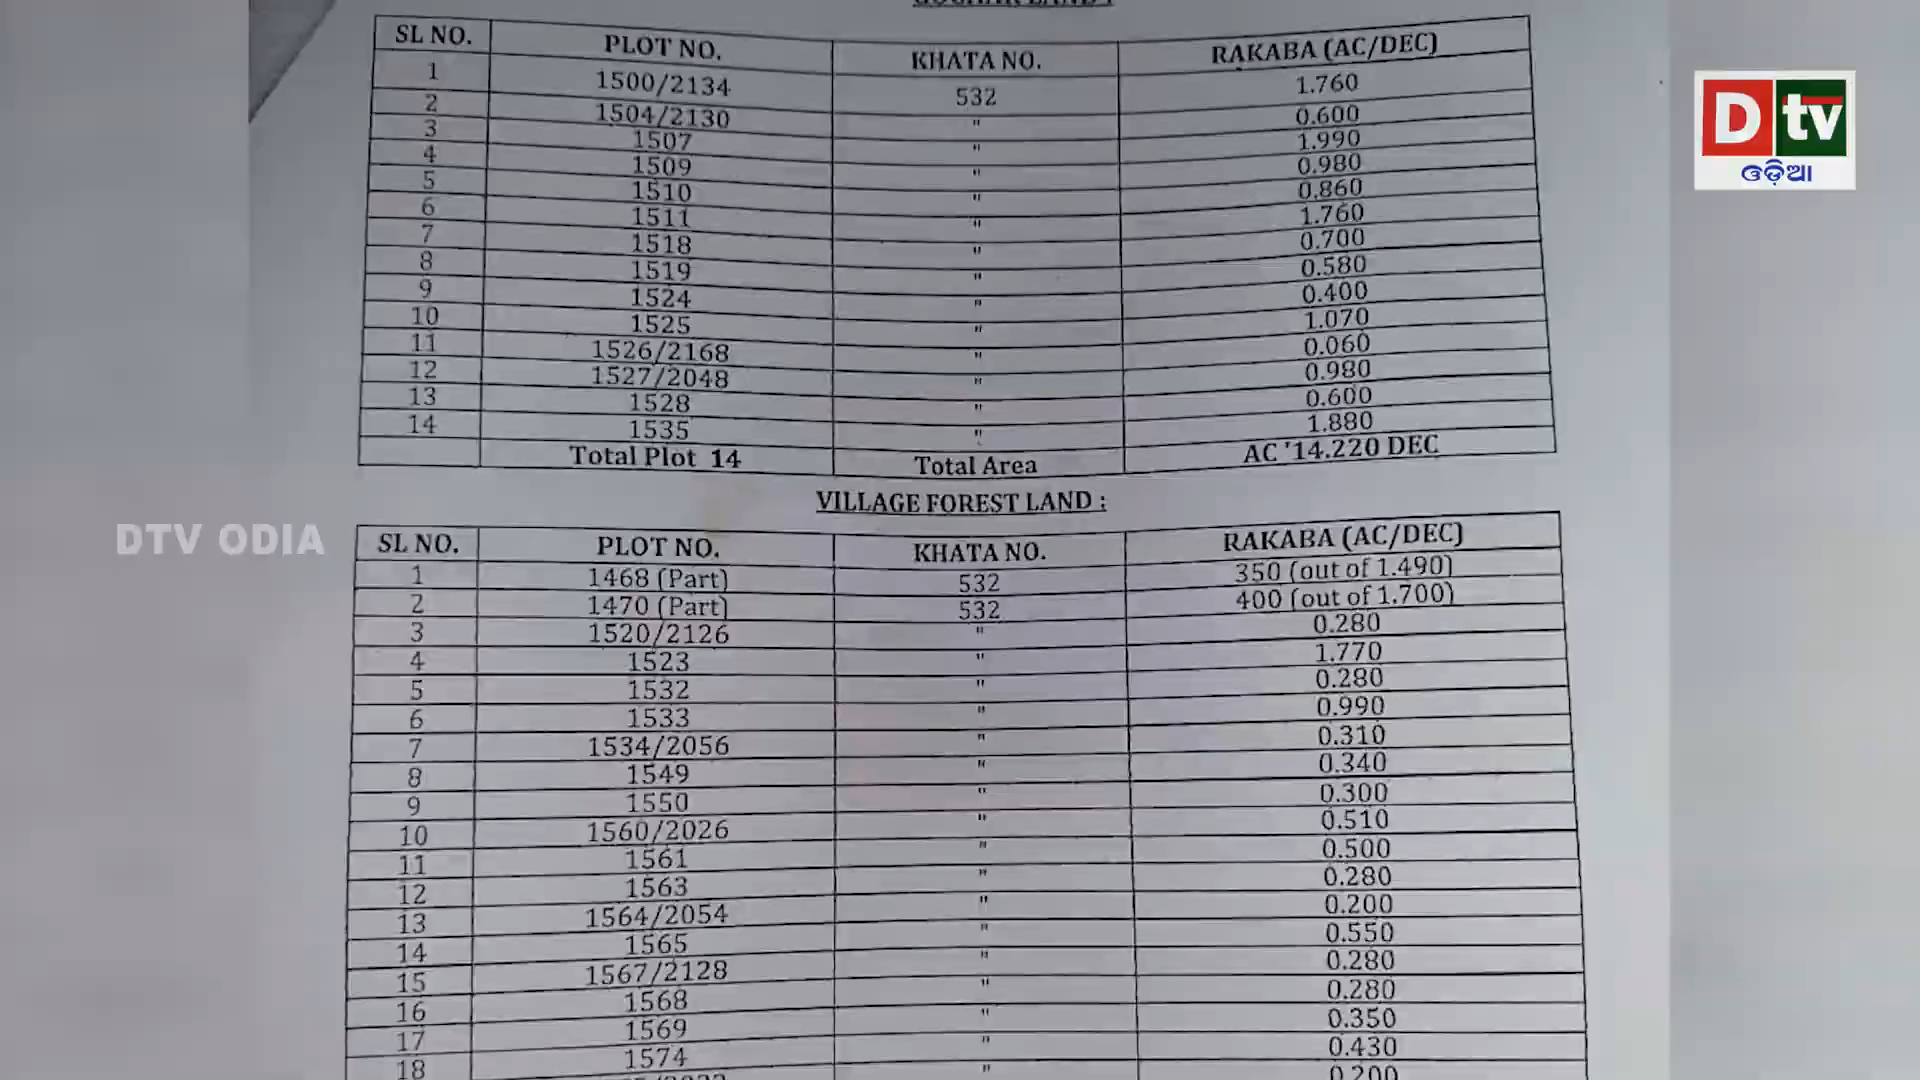 GOCHAR LAND :
SL NO. PLOT NO. KHATA NO. RAKABA (AC/DEC)
1 1500/2134 532 1.760
2 1504/2130 " 0.600
3 1507 " 1.990
4 1509 " 0.980
5 1510 " 0.860
6 1511 " 1.760
7 1518 " 0.700
8 1519 " 0.580
9 1524 " 0.400
10 1525 " 1.070
11 1526/2168 " 0.060
12 1527/2048 " 0.980
13 1528 " 0.600
14 1535 " 1.880
Total Plot 14 Total Area AC '14.220 DEC
VILLAGE FOREST LAND :
SL NO. PLOT NO. KHATA NO. RAKABA (AC/DEC)
1 1468 (Part) 532 350 (out of 1.490)
2 1470 (Part) 532 400 (out of 1.700)
3 1520/2126 " 0.280
4 1523 " 1.770
5 1532 " 0.280
6 1533 " 0.990
7 1534/2056 " 0.310
8 1549 " 0.340
9 1550 " 0.300
10 1560/2026 " 0.510
11 1561 " 0.500
12 1563 " 0.280
13 1564/2054 " 0.200
14 1565 " 0.550
15 1567/2128 " 0.280
16 1568 " 0.280
17 1569 " 0.350
18 1574 " 0.430
0.200
D tv
ଓଡ଼ିଆ
DTV ODIA